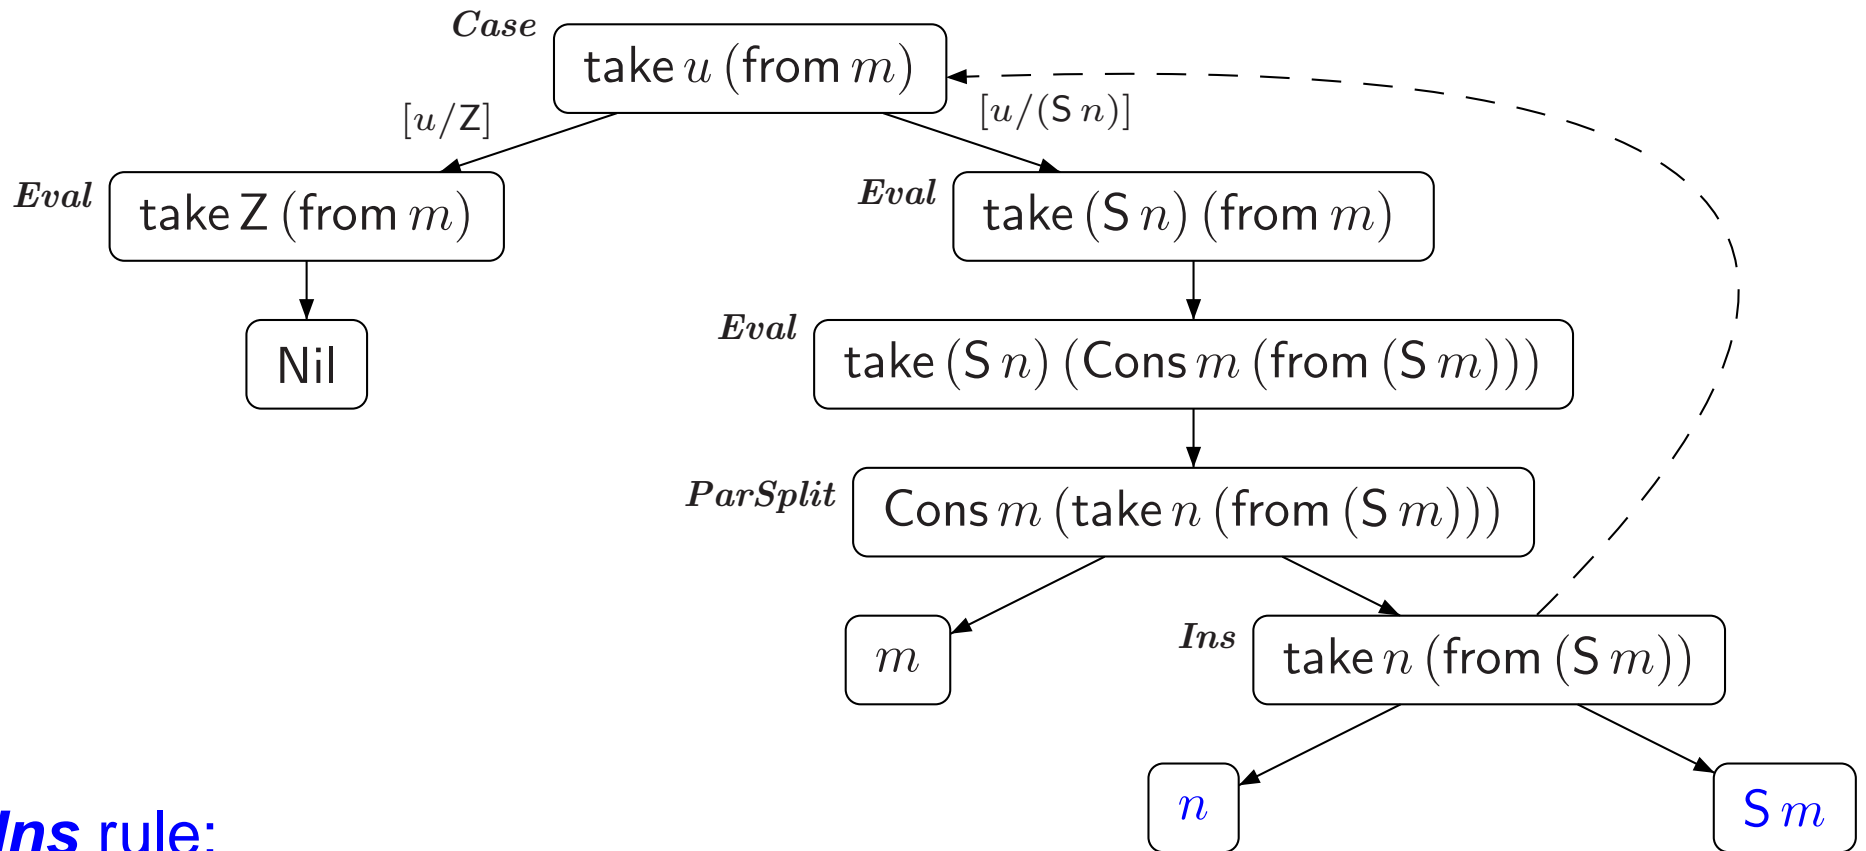 Case
take u (from m)
[u/Z]
[u/(S n)]
Eval
take Z (from m)
Eval
take (S n) (from m)
Nil
Eval
take (S n) (Cons m (from (S m)))
ParSplit
Cons m (take n (from (S m)))
m
Ins
take n (from (S m))
n
S m
Ins rule: